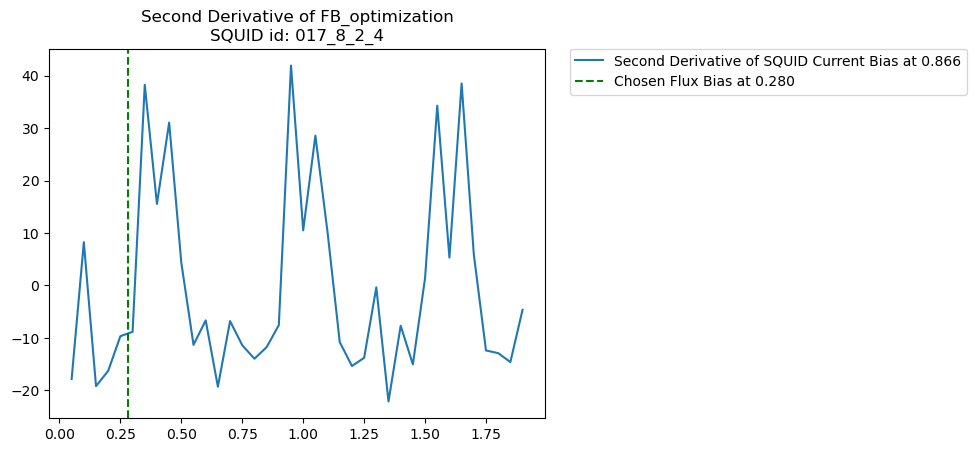 Second Derivative of FB_optimization
SQUID id: 017_8_2_4
Second Derivative of SQUID Current Bias at 0.866
Chosen Flux Bias at 0.280
40
30
20
10
0
−10
−20
0.00 0.25 0.50 0.75 1.00 1.25 1.50 1.75